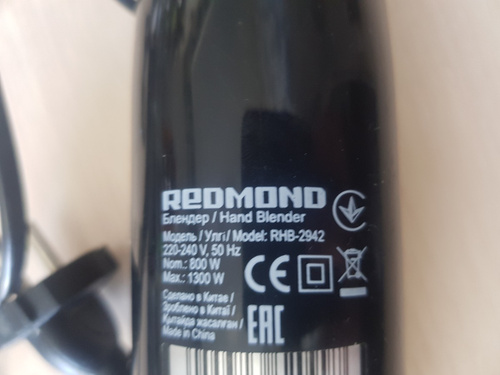 REDMOND
Блендер / Hand Blender
Модель / Үлгі / Model: RHB-2942
220-240 V, 50 Hz
Nom.: 800 W
Max.: 1300 W
CE
Сделано в Китае /
Зроблено в Китаї /
Қытайда жасалған /
Made in China
EAC